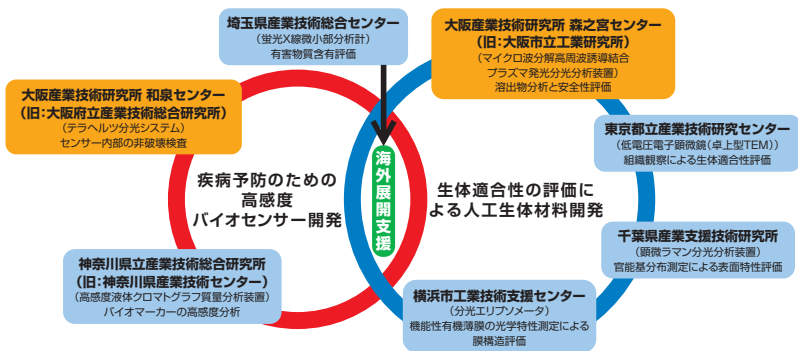 埼玉県産業技術総合センター
(蛍光X線微小部分析計)
有害物質含有評価
大阪産業技術研究所 森之宮センター
(旧:大阪市立工業研究所)
(マイクロ波分解高周波誘導結合
プラズマ発光分光分析装置)
溶出物分析と安全性評価
大阪産業技術研究所 和泉センター
(旧:大阪府立産業技術総合研究所)
(テラヘルツ分光システム)
センサー内部の非破壊検査
東京都立産業技術研究センター
(低電圧電子顕微鏡(卓上型TEM))
組織観察による生体適合性評価
疾病予防のための
高感度
バイオセンサー開発
海外展開支援
生体適合性の評価に
よる人工生体材料開発
千葉県産業支援技術研究所
(顕微ラマン分光分析装置)
官能基分布測定による表面特性評価
神奈川県立産業技術総合研究所
(旧:神奈川県産業技術センター)
(高感度液体クロマトグラフ質量分析装置)
バイオマーカーの高感度分析
横浜市工業技術支援センター
(分光エリプソメータ)
機能性有機薄膜の光学特性測定による
膜構造評価